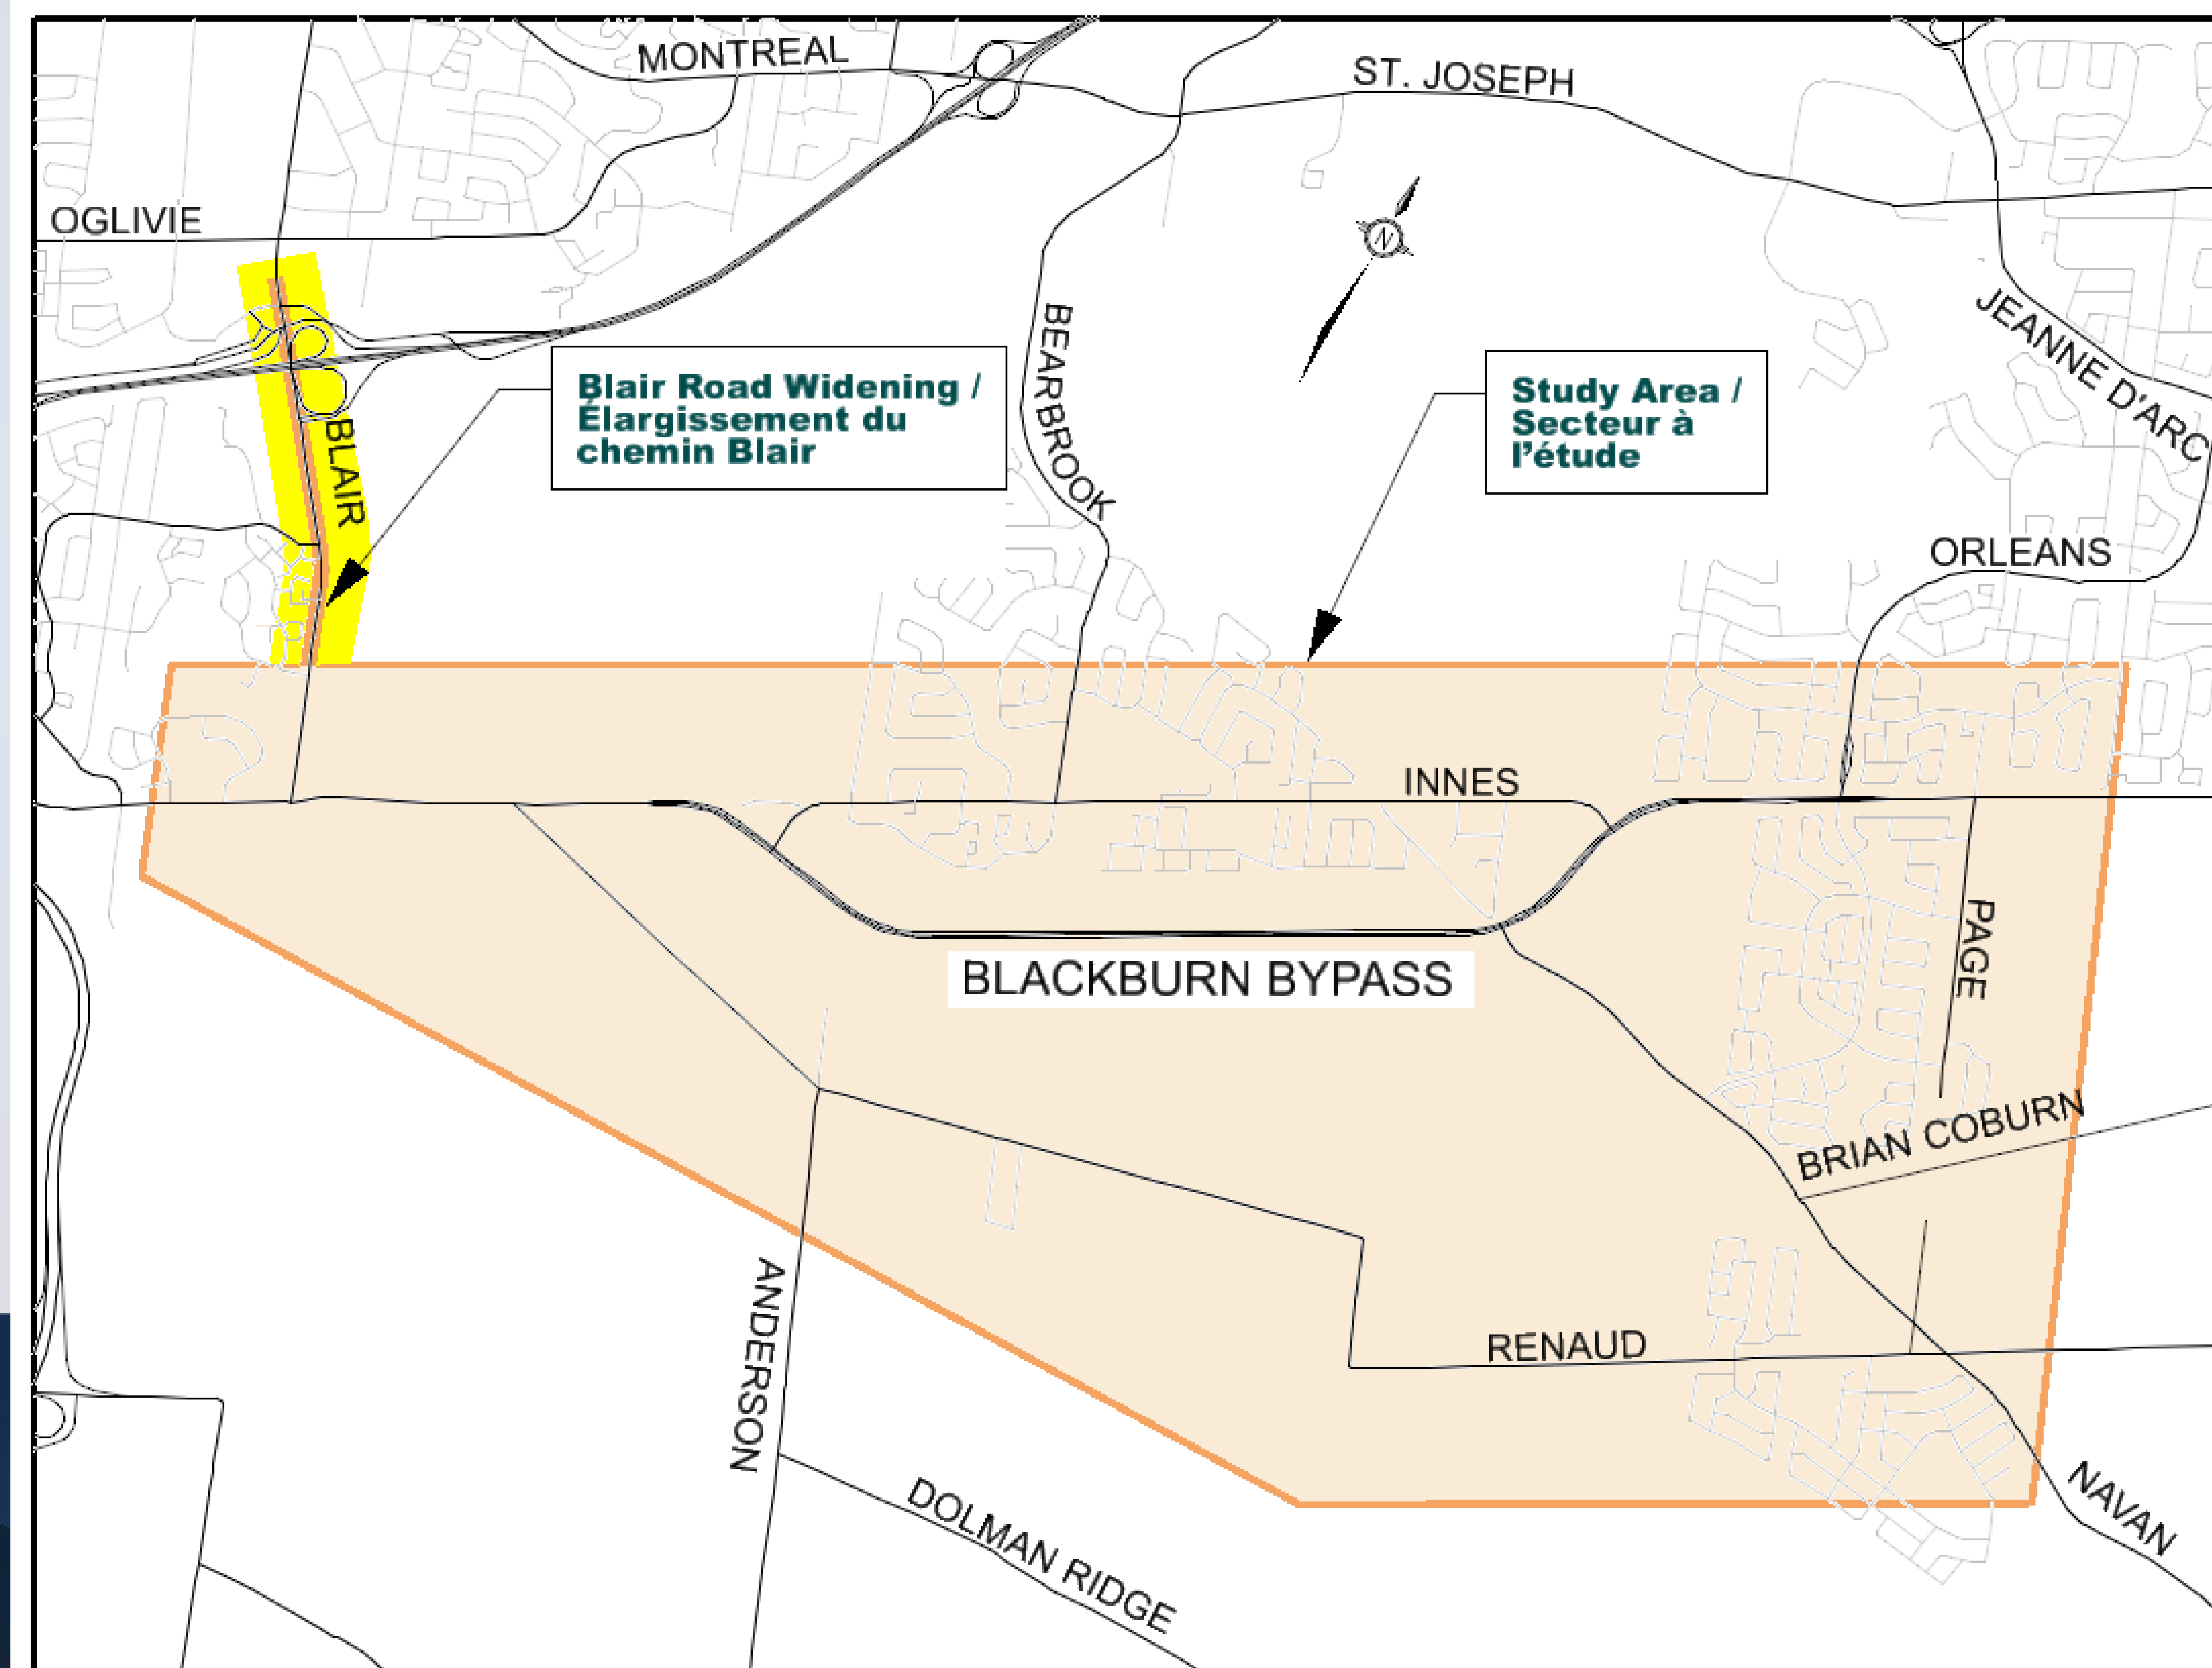 MONTREAL
ST. JOSEPH
OGLIVIE
N
JEANNE D'ARC
BEARBROOK
Blair Road Widening /
Élargissement du
chemin Blair
Study Area /
Secteur à
l'étude
BLAIR
ORLEANS
INNES
PAGE
BLACKBURN BYPASS
BRIAN COBURN
ANDERSON
RENAUD
DOLMAN RIDGE
NAVAN